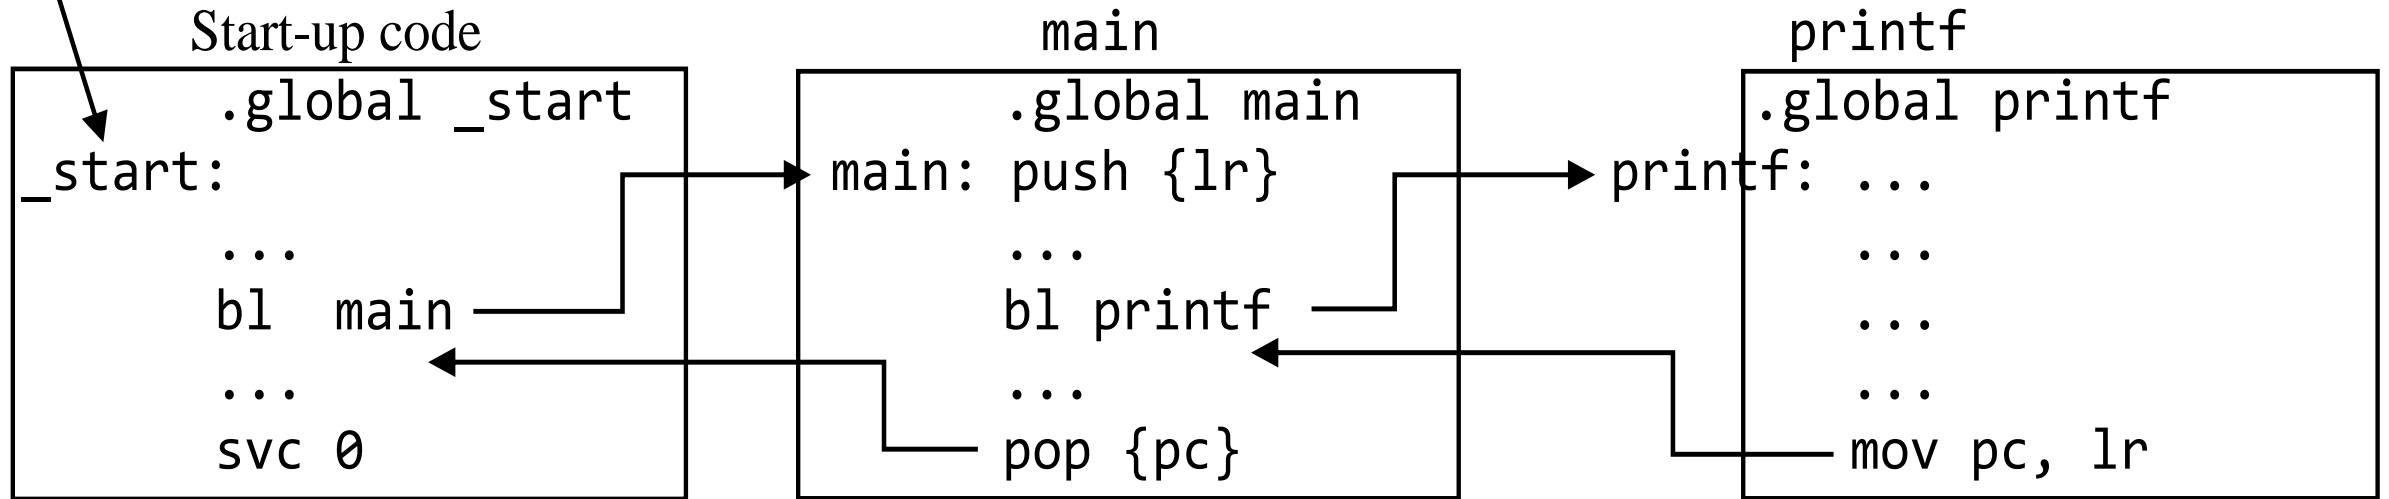 Start-up code
.global _start
_start:
...
bl main
...
svc 0
main
.global main
main: push {lr}
...
bl printf
...
pop {pc}
printf
.global printf
printf: ...
...
...
...
mov pc, lr